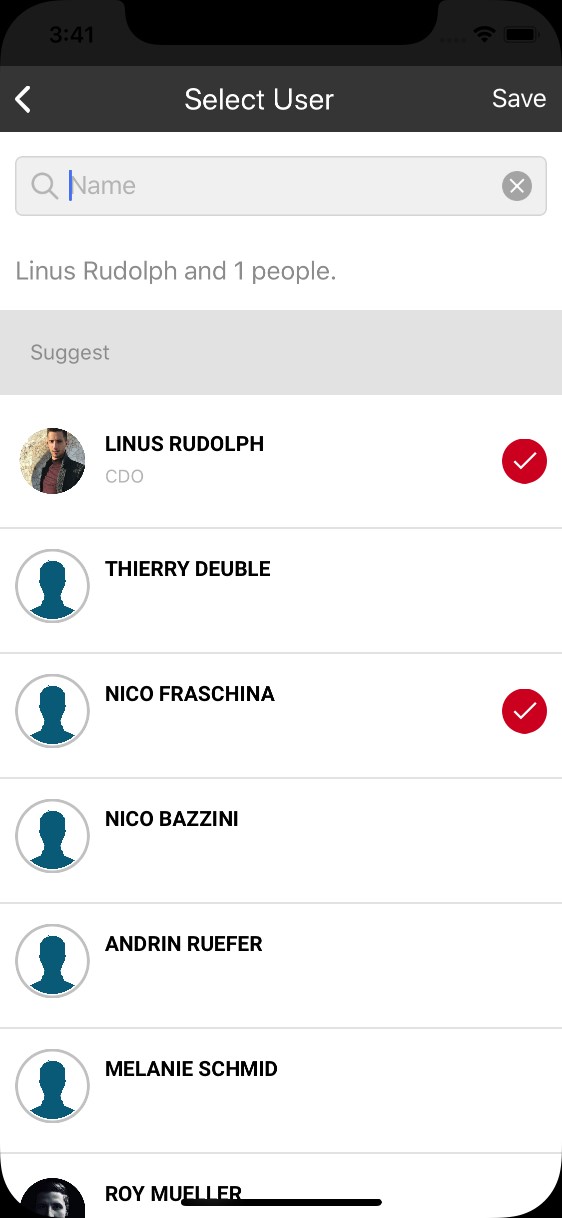 3:41
Select User
Save
Name
Linus Rudolph and 1 people.
Suggest
LINUS RUDOLPH
CDO
THIERRY DEUBLE
NICO FRASCHINA
NICO BAZZINI
ANDRIN RUEFER
MELANIE SCHMID
ROY MUELLER